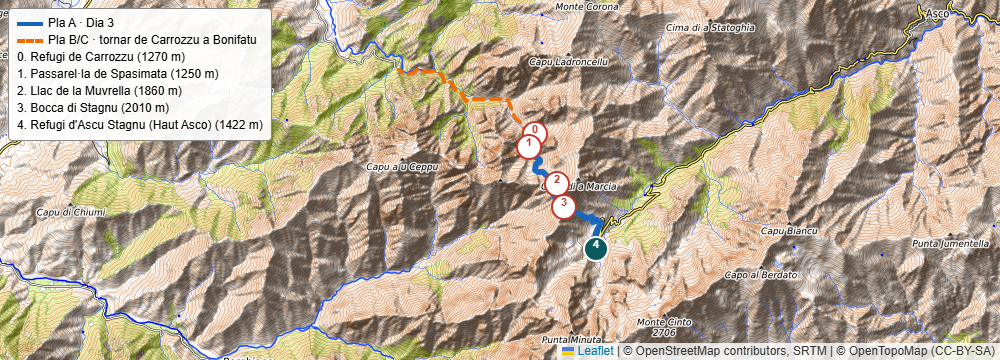 Pla A · Dia 3
Pla B/C · tornar de Carrozzu a Bonifatu
0. Refugi de Carrozzu (1270 m)
1. Passarel·la de Spasimata (1250 m)
2. Llac de la Muvrella (1860 m)
3. Bocca di Stagnu (2010 m)
4. Refugi d'Ascu Stagnu (Haut Asco) (1422 m)
Monte Corona
Cima di a Statoghia
Asco
Capu Ladroncellu
0
1
Capu a'u Ceppu
2
di a Marcia
3
Capu di Chiumi
4
Capu Biancu
Punta Jumentella
Capo al Berdato
Monte Cinto
2706
Punta Minuta
Leaflet | © OpenStreetMap contributors, SRTM | © OpenTopoMap (CC-BY-SA)